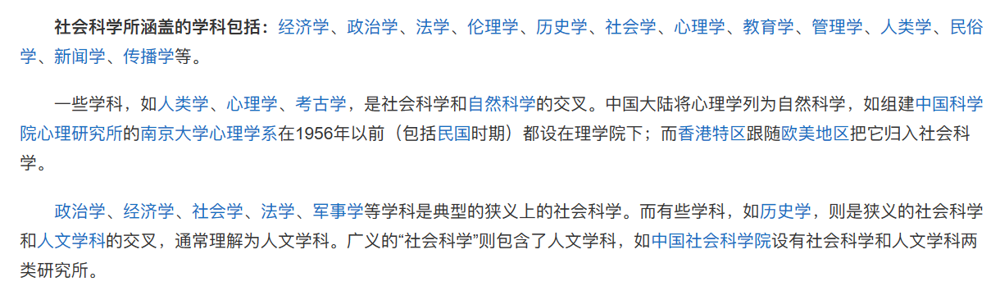 社会科学所涵盖的学科包括：经济学、政治学、法学、伦理学、历史学、社会学、心理学、教育学、管理学、人类学、民俗
学、新闻学、传播学等。
一些学科，如人类学、心理学、考古学，是社会科学和自然科学的交叉。中国大陆将心理学列为自然科学，如组建中国科学
院心理研究所的南京大学心理学系在1956年以前（包括民国时期）都设在理学院下；而香港特区跟随欧美地区把它归入社会科
学。
政治学、经济学、社会学、法学、军事学等学科是典型的狭义上的社会科学。而有些学科，如历史学，则是狭义的社会科学
和人文学科的交叉，通常理解为人文学科。广义的“社会科学”则包含了人文学科，如中国社会科学院设有社会科学和人文学科两
类研究所。